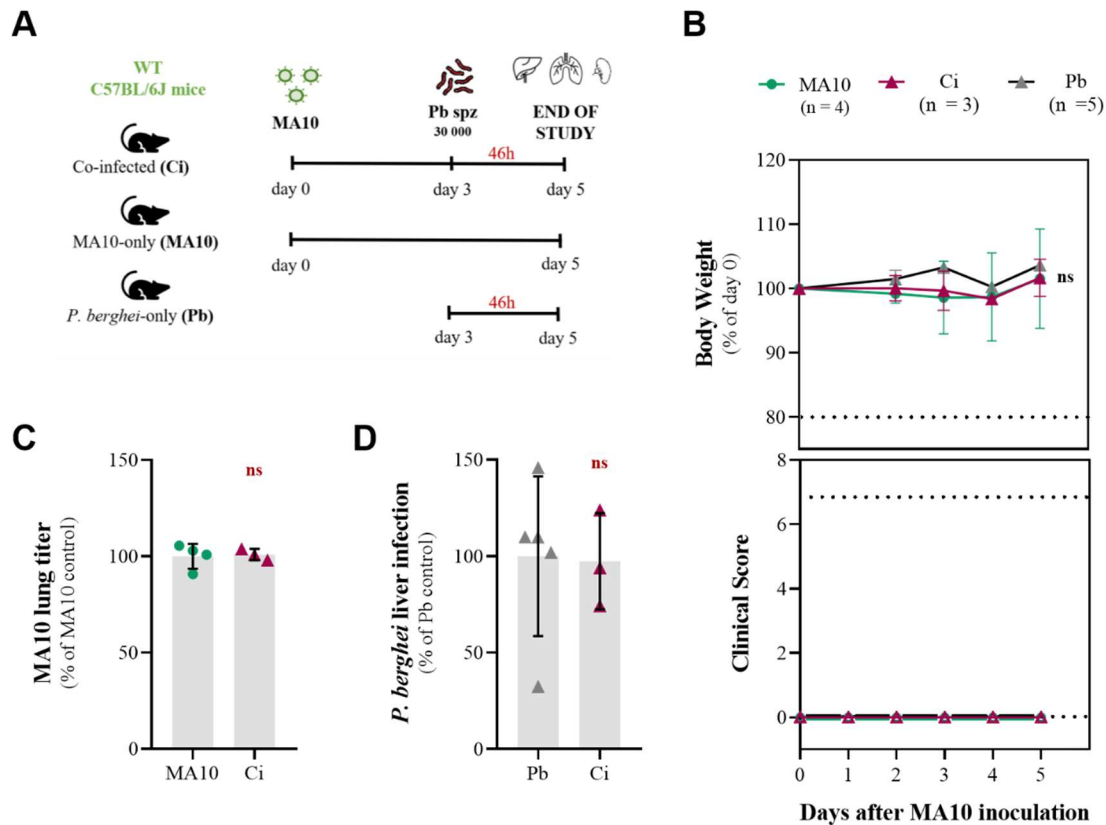 A
WT
C57BL/6J mice
MA10
Pb spz
30 000
END OF
STUDY
Co-infected (Ci)
46h
day 0
day 3
day 5
MA10-only (MA10)
day 0
day 5
P. berghei-only (Pb)
46h
day 3
day 5
B
MA10
(n = 4)
Ci
(n = 3)
Pb
(n =5)
120
110
100
90
80
Body Weight
(% of day 0)
ns
8
6
4
2
0
Clinical Score
0
1
2
3
4
5
Days after MA10 inoculation
C
150
100
50
0
MA10 lung titer
(% of MA10 control)
ns
MA10
Ci
D
150
100
50
0
P. berghei liver infection
(% of Pb control)
ns
Pb
Ci